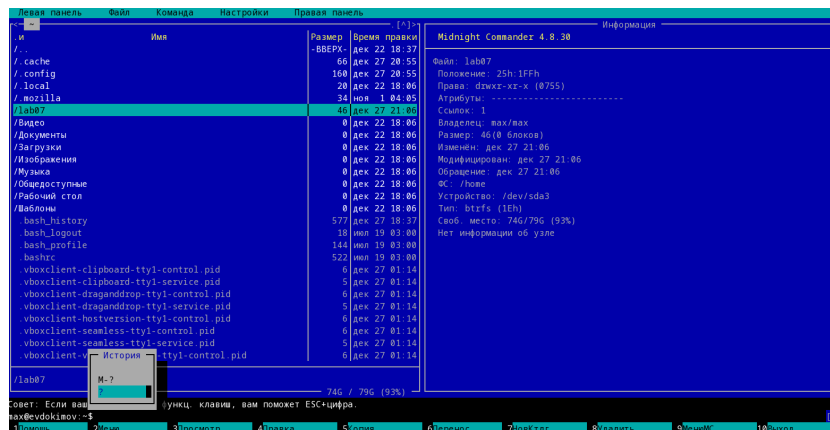 Левая панель Файл Команда Настройки Правая панель
<─ ~ .[^]>
.и Имя Размер Время правки
/.. -ВВЕРХ- дек 22 18:37
/.cache 66 дек 27 20:55
/.config 160 дек 27 20:55
/.local 20 дек 22 18:06
/.mozilla 34 ноя 1 04:05
/lab07 46 дек 27 21:06
/Видео 0 дек 22 18:06
/Документы 0 дек 22 18:06
/Загрузки 0 дек 22 18:06
/Изображения 0 дек 22 18:06
/Музыка 0 дек 22 18:06
/Общедоступные 0 дек 22 18:06
/Рабочий стол 0 дек 22 18:06
/Шаблоны 0 дек 22 18:06
.bash_history 577 дек 27 18:37
.bash_logout 18 июл 19 03:00
.bash_profile 144 июл 19 03:00
.bashrc 522 июл 19 03:00
.vboxclient-clipboard-tty1-control.pid 6 дек 27 01:14
.vboxclient-clipboard-tty1-service.pid 5 дек 27 01:14
.vboxclient-draganddrop-tty1-control.pid 6 дек 27 01:14
.vboxclient-draganddrop-tty1-service.pid 5 дек 27 01:14
.vboxclient-hostversion-tty1-control.pid 6 дек 27 01:14
.vboxclient-seamless-tty1-control.pid 6 дек 27 01:14
.vboxclient-seamless-tty1-service.pid 5 дек 27 01:14
.vboxclient-v -tty1-control.pid 6 дек 27 01:14
/lab07
74G / 79G (93%)
Информация
Midnight Commander 4.8.30
Файл: lab07
Положение: 25h:1FFh
Права: drwxr-xr-x (0755)
Атрибуты: -------------------------
Ссылок: 1
Владелец: max/max
Размер: 46(0 блоков)
Изменён: дек 27 21:06
Модифицирован: дек 27 21:06
Обращение: дек 27 21:06
ФС: /home
Устройство: /dev/sda3
Тип: btrfs (1Eh)
Своб. место: 74G/79G (93%)
Нет информации об узле
История
M-?
?
Совет: Если ваш функц. клавиш, вам поможет ESC+цифра.
max@evdokimov:~$
1Помощь 2Меню 3Просмотр 4Правка 5Копия 6Перенос 7НовКтлг 8Удалить 9МенюMC 10Выход